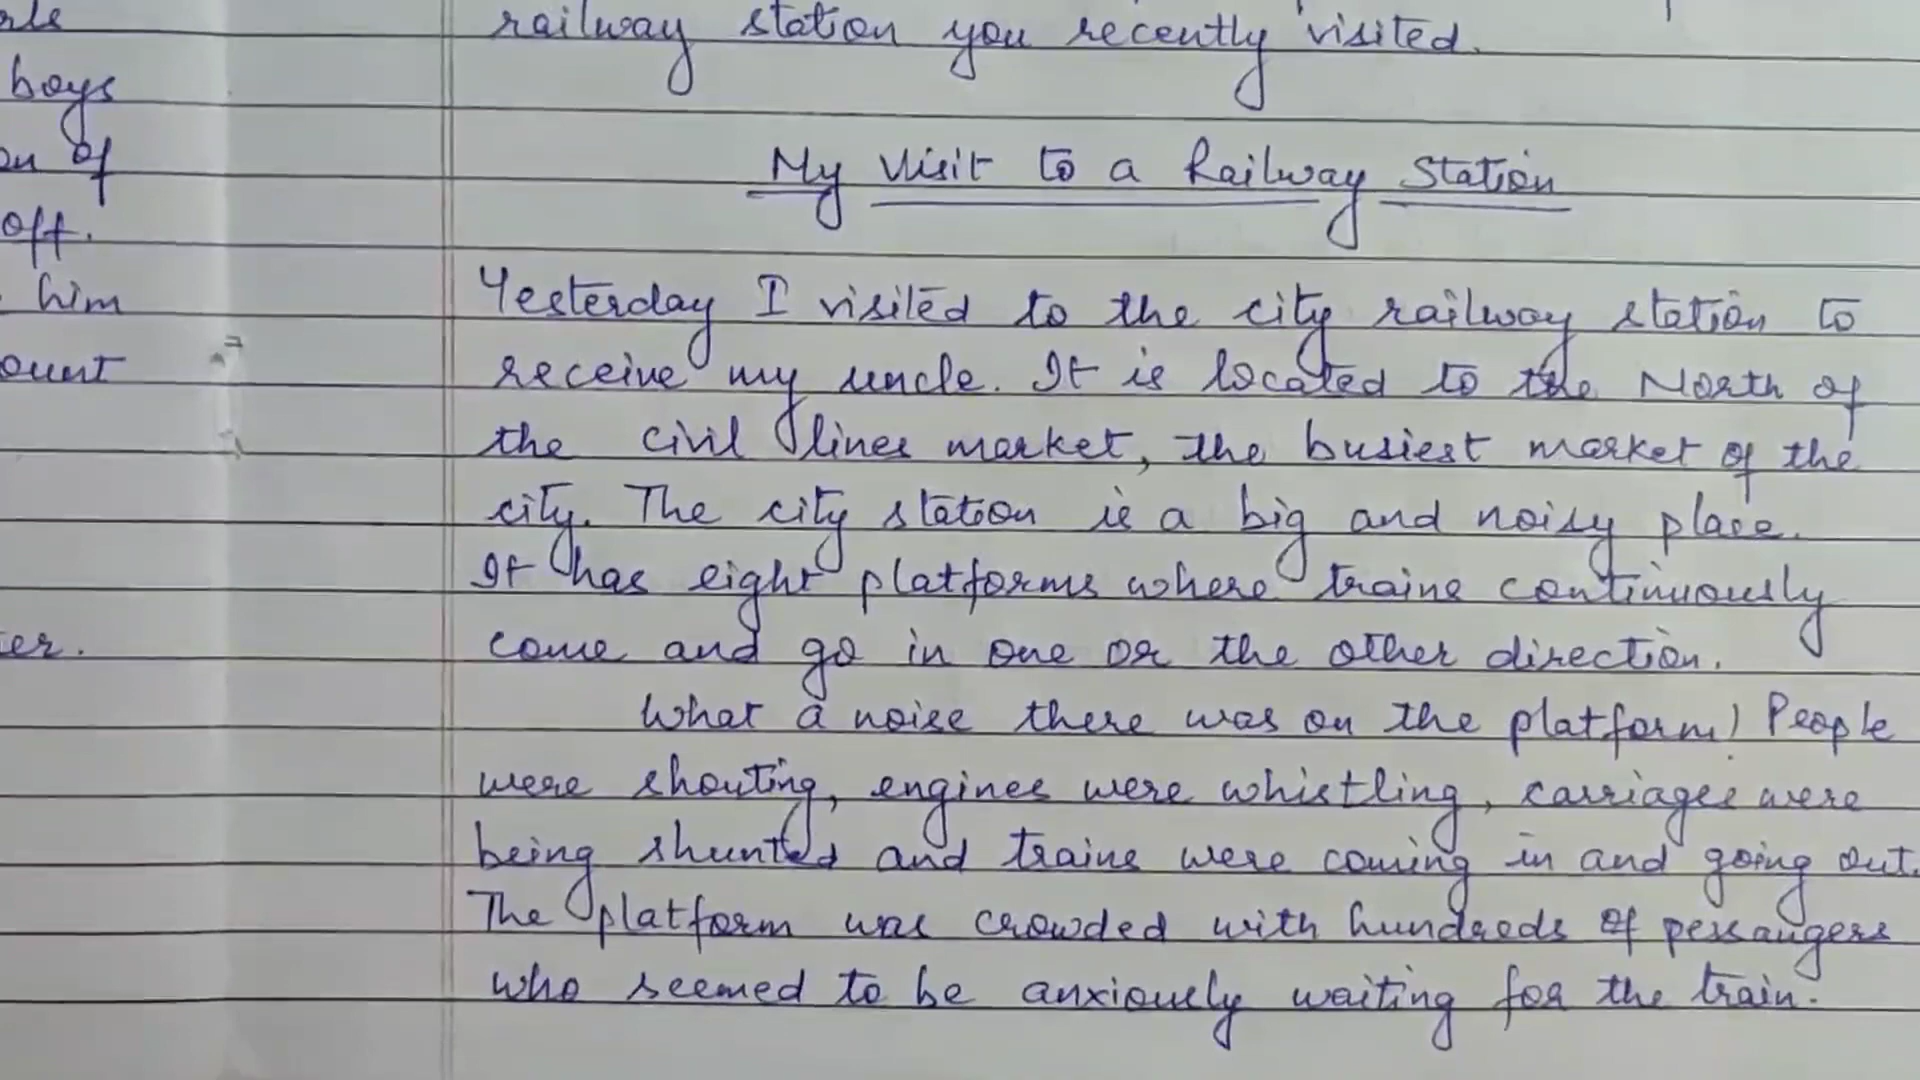 boys
of
off.
him
railway station you recently visited.
My Visit to a Railway Station
Yesterday I visited to the city railway station to
receive my uncle. It is located to the North of
the civil lines market, the busiest market of the
city. The city station is a big and noisy place.
It has eight platforms where trains continuously
come and go in one or the other direction.
What a noise there was on the platform! People
were shouting, engines were whistling, carriages were
being shunted and trains were coming in and going out.
The platform was crowded with hundreds of pessangers
who seemed to be anxiously waiting for the train.